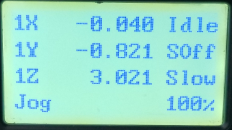 1X -0.040 Idle
1Y -0.821 SOff
1Z 3.021 Slow
Jog 100%